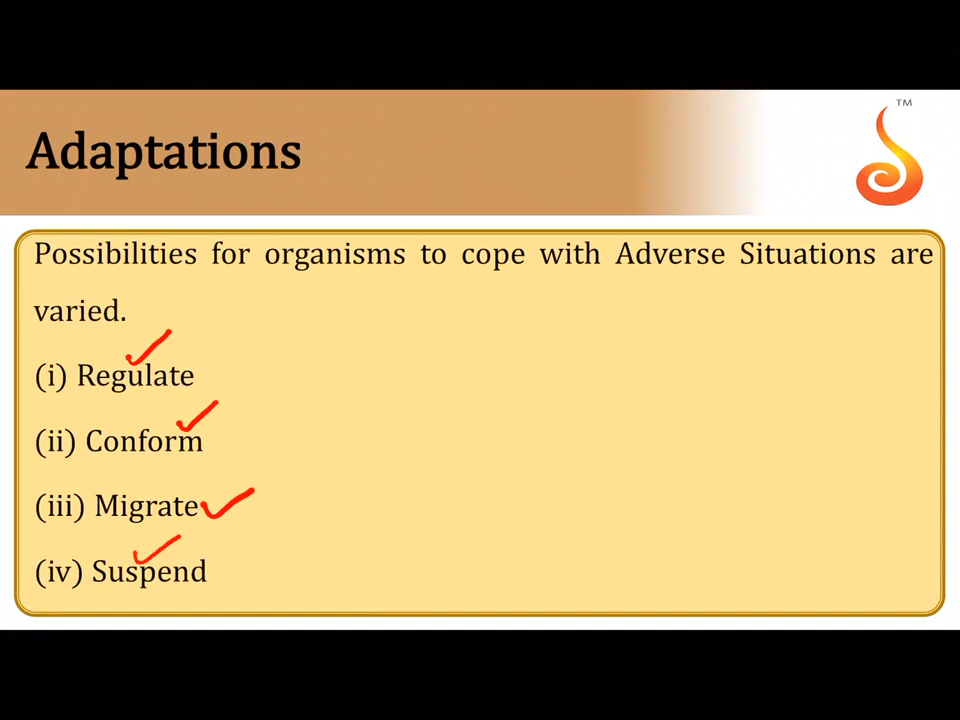 TM
Adaptations
Possibilities for organisms to cope with Adverse Situations are
varied.
(i) Regulate
(ii) Conform
(iii) Migrate
(iv) Suspend